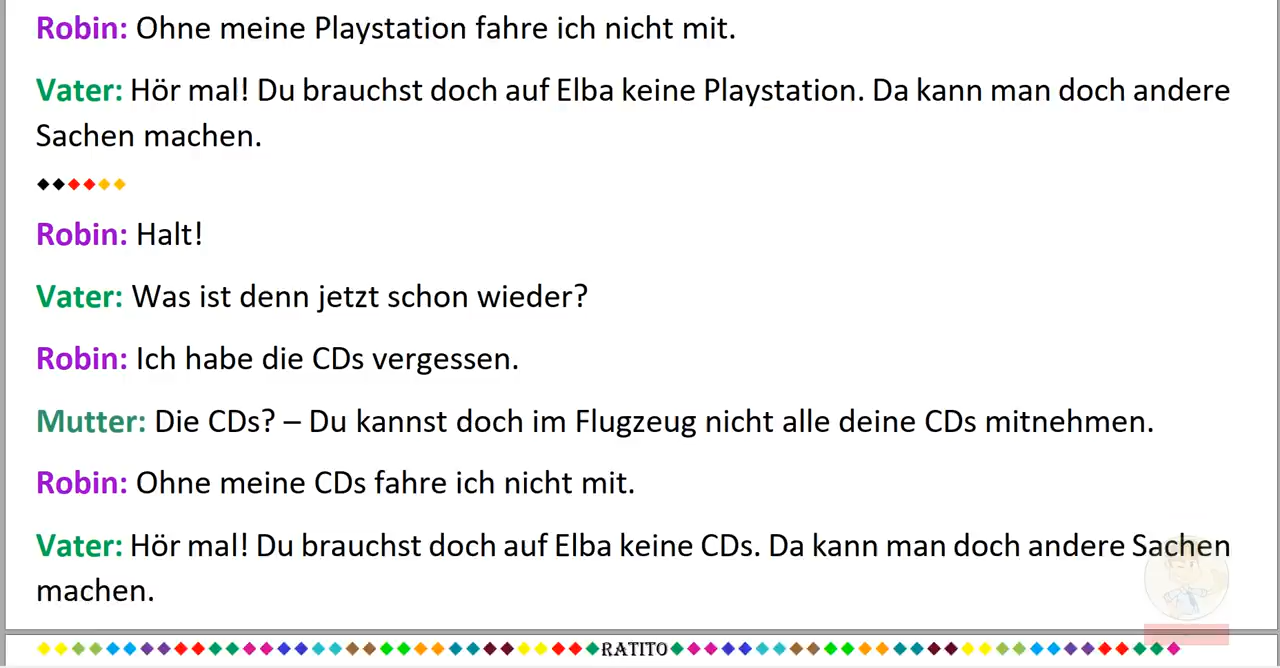 Robin: Ohne meine Playstation fahre ich nicht mit.
Vater: Hör mal! Du brauchst doch auf Elba keine Playstation. Da kann man doch andere
Sachen machen.
Robin: Halt!
Vater: Was ist denn jetzt schon wieder?
Robin: Ich habe die CDs vergessen.
Mutter: Die CDs? – Du kannst doch im Flugzeug nicht alle deine CDs mitnehmen.
Robin: Ohne meine CDs fahre ich nicht mit.
Vater: Hör mal! Du brauchst doch auf Elba keine CDs. Da kann man doch andere Sachen
machen.
RATITO